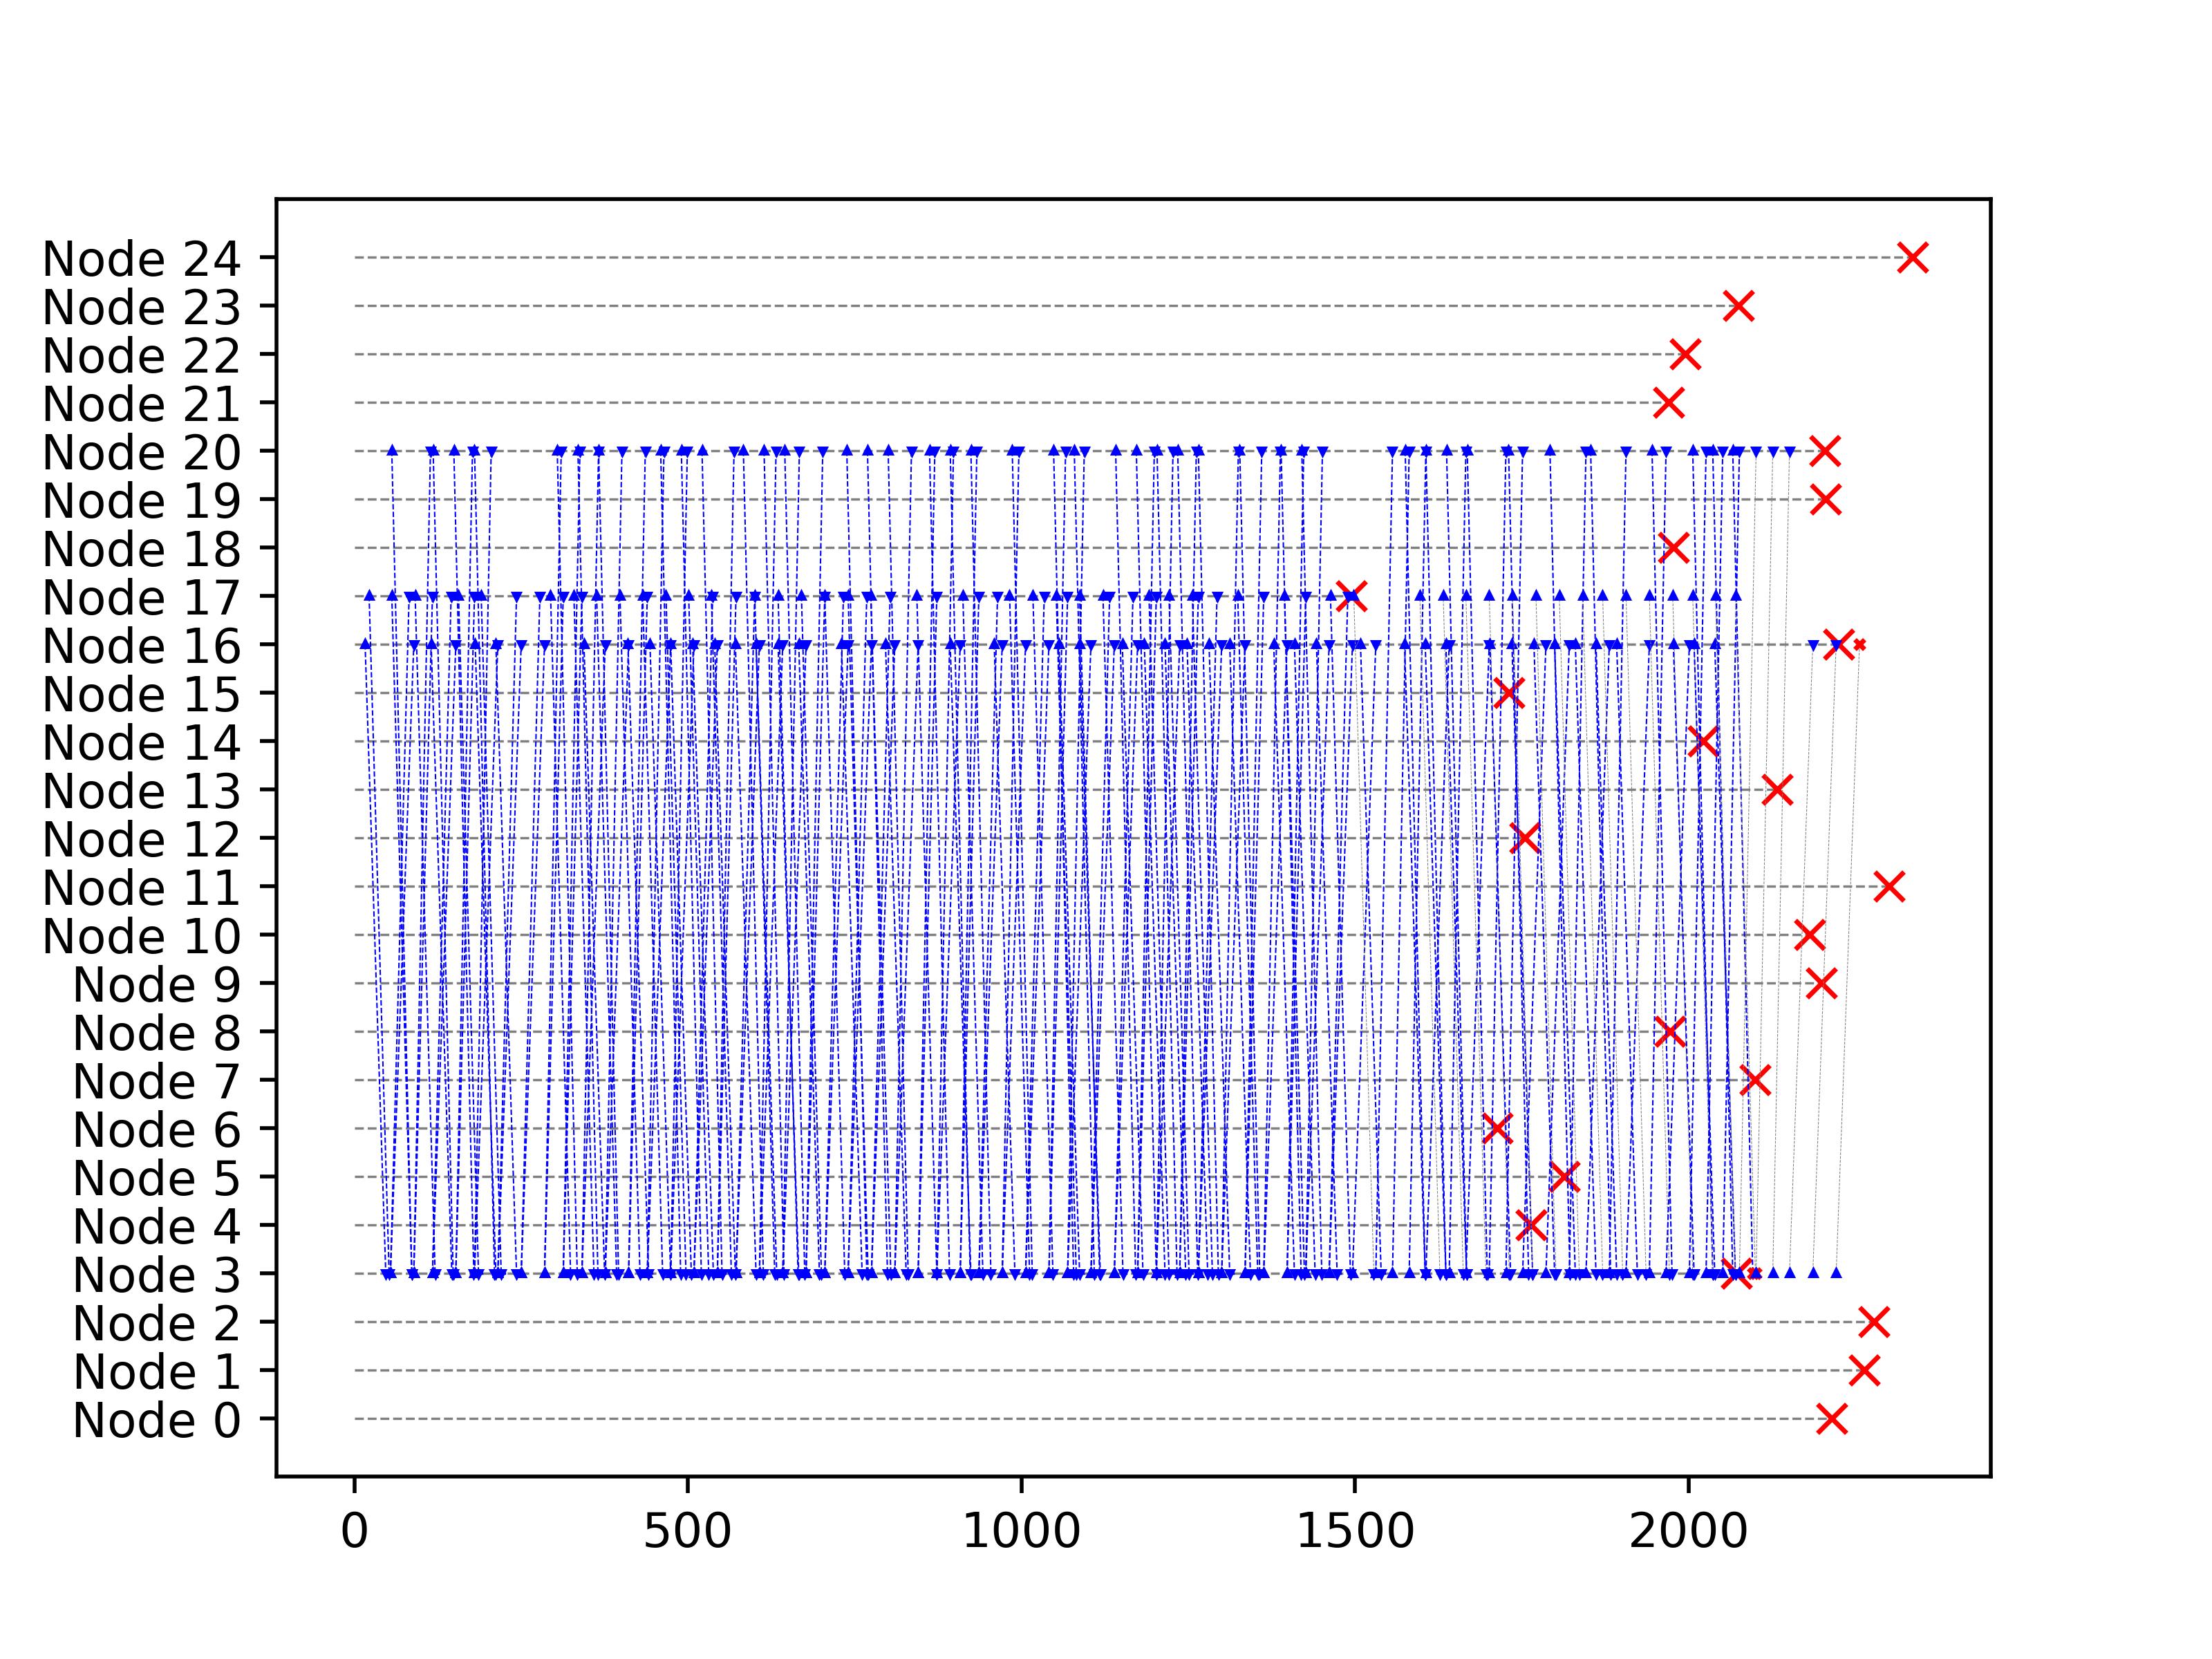 Node 24
Node 23
Node 22
Node 21
Node 20
Node 19
Node 18
Node 17
Node 16
Node 15
Node 14
Node 13
Node 12
Node 11
Node 10
Node 9
Node 8
Node 7
Node 6
Node 5
Node 4
Node 3
Node 2
Node 1
Node 0
0 500 1000 1500 2000